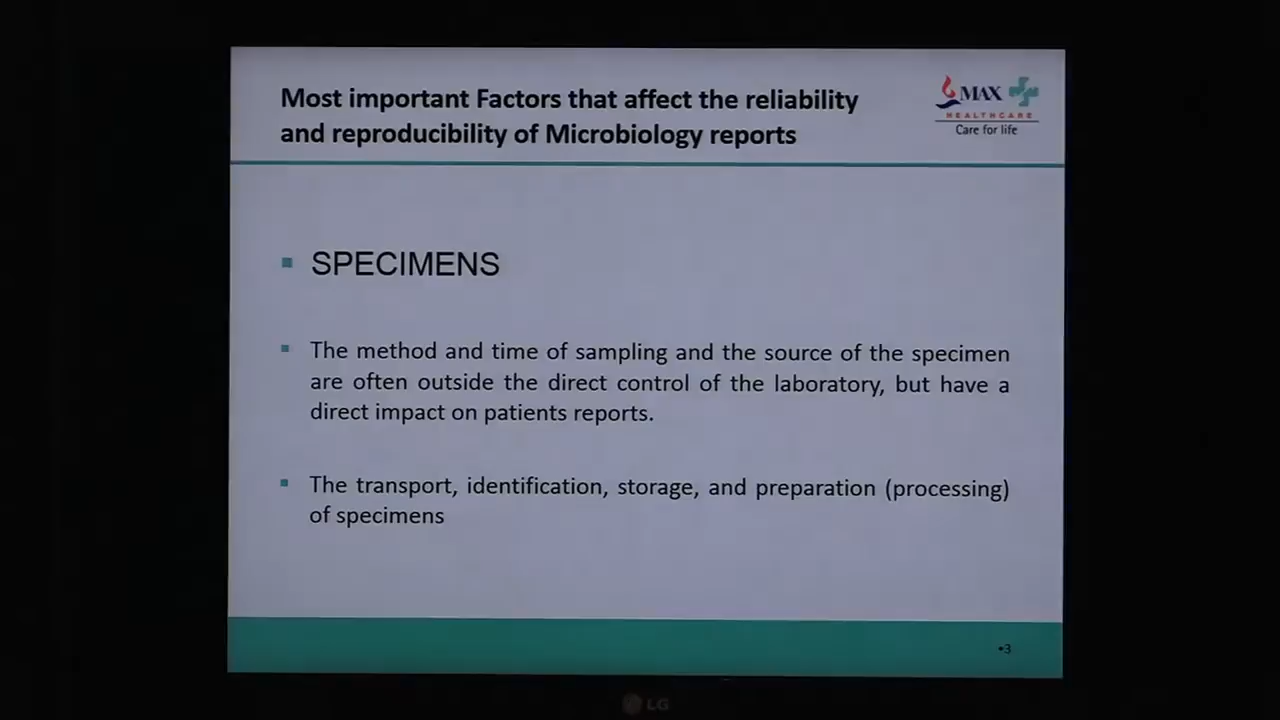 Most important Factors that affect the reliability
and reproducibility of Microbiology reports
MAX
HEALTHCARE
Care for life
▪ SPECIMENS
▪ The method and time of sampling and the source of the specimen
are often outside the direct control of the laboratory, but have a
direct impact on patients reports.
▪ The transport, identification, storage, and preparation (processing)
of specimens
•3
LG